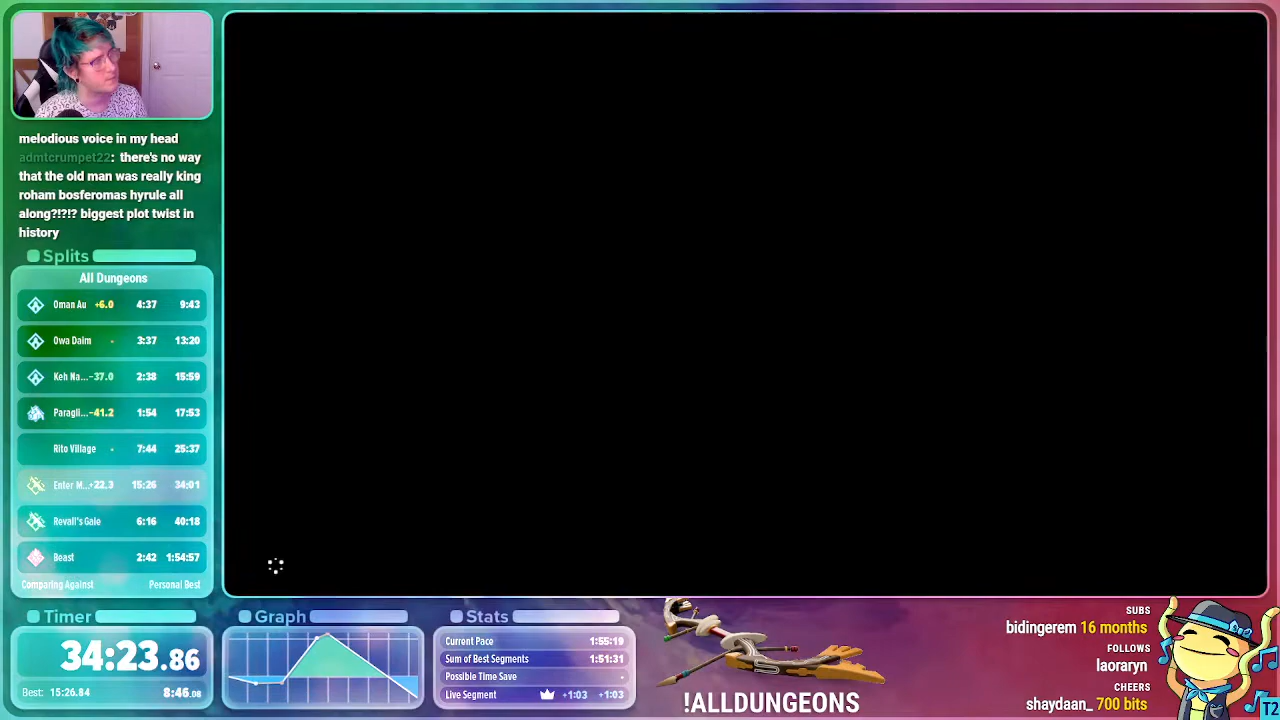 melodious voice in my head
admtcrumpet22: there's no way
that the old man was really king
roham bosferomas hyrule all
along?!?!? biggest plot twist in
history
Splits
All Dungeons
Oman Au +6.0 4:37 9:43
Owa Daim - 3:37 13:20
Keh Na...-37.0 2:38 15:59
Paragli...-41.2 1:54 17:53
Rito Village - 7:44 25:37
Enter M...+22.3 15:26 34:01
Revali's Gale 6:16 40:18
Beast 2:42 1:54:57
Comparing Against Personal Best
Timer
34:23.86
Best: 15:26.84 8:46.08
Graph
Stats
Current Pace 1:55:19
Sum of Best Segments 1:51:31
Possible Time Save -
Live Segment +1:03 +1:03
!ALLDUNGEONS
SUBS
bidingerem 16 months
FOLLOWS
laoraryn
CHEERS
shaydaan_ 700 bits
T2